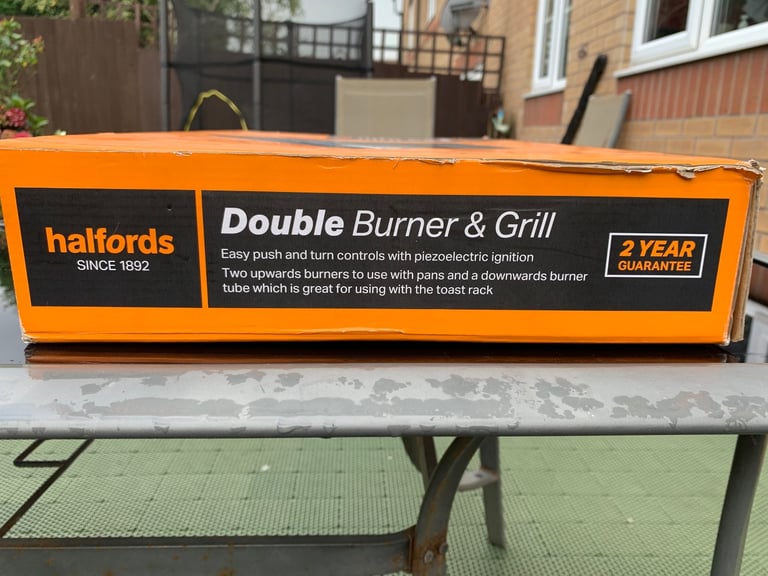 halfords
SINCE 1892
Double Burner & Grill
Easy push and turn controls with piezoelectric ignition
Two upwards burners to use with pans and a downwards burner
tube which is great for using with the toast rack
2 YEAR
GUARANTEE